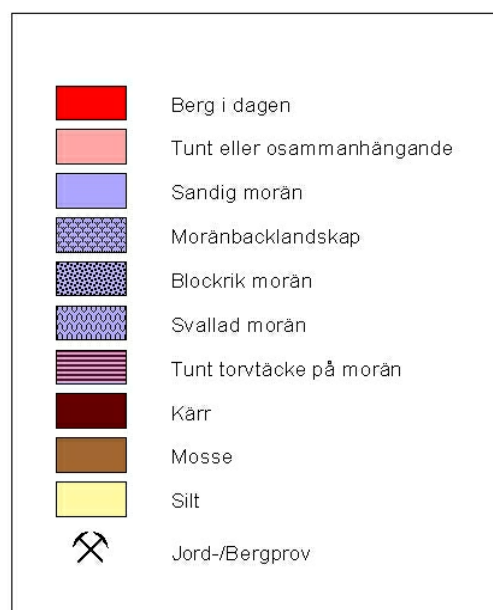 Berg i dagen
Tunt eller osammanhängande
Sandig morän
Moränbacklandskap
Blockrik morän
Svallad morän
Tunt torvtäcke på morän
Kärr
Mosse
Silt
Jord-/Bergprov